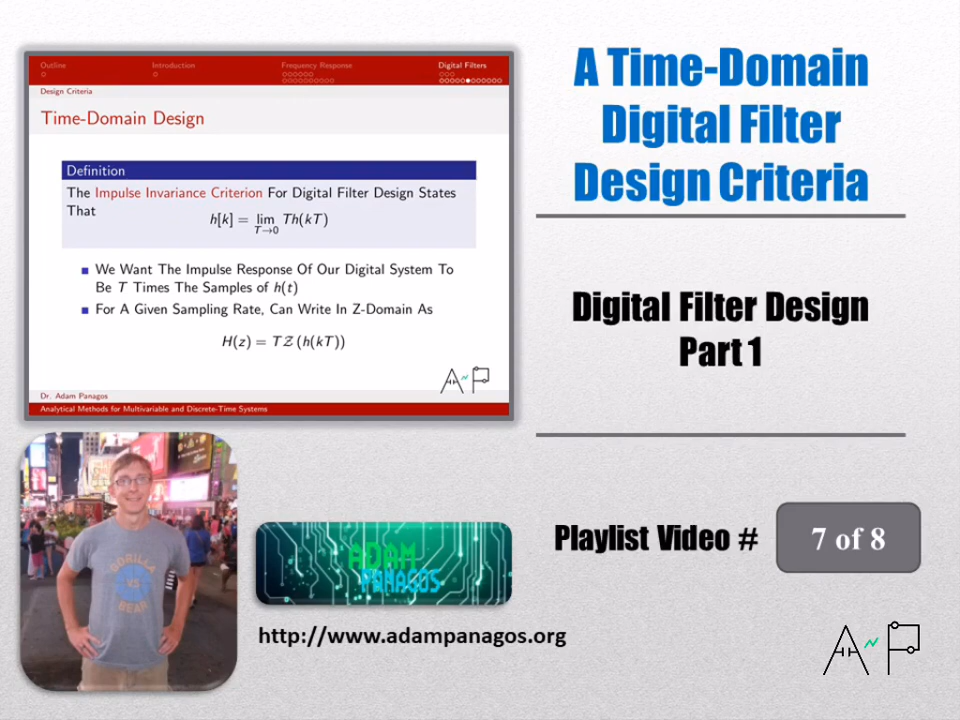 Outline
Introduction
Frequency Response
Digital Filters
Design Criteria
Time-Domain Design
Definition
The Impulse Invariance Criterion For Digital Filter Design States
That
h[k] = lim T→0 Th(kT)
We Want The Impulse Response Of Our Digital System To
Be T Times The Samples of h(t)
For A Given Sampling Rate, Can Write In Z-Domain As
H(z) = T Z (h(kT))
AP
Dr. Adam Panagos
Analytical Methods for Multivariable and Discrete-Time Systems
A Time-Domain
Digital Filter
Design Criteria
Digital Filter Design
Part 1
Playlist Video #
7 of 8
GORILLA
VS.
BEAR
ADAM
PANAGOS
http://www.adampanagos.org
AP